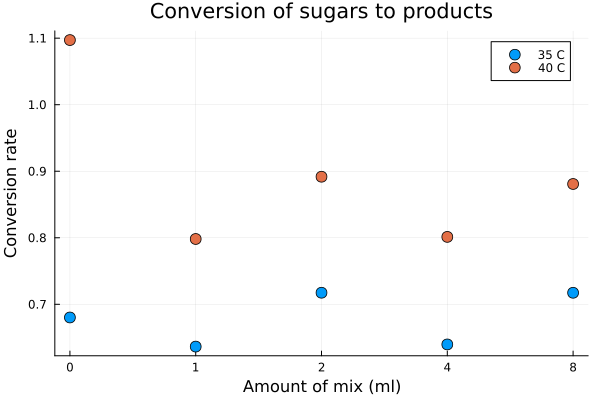 Conversion of sugars to products
1.1
1.0
0.9
0.8
0.7
Conversion rate
35 C
40 C
0 1 2 4 8
Amount of mix (ml)